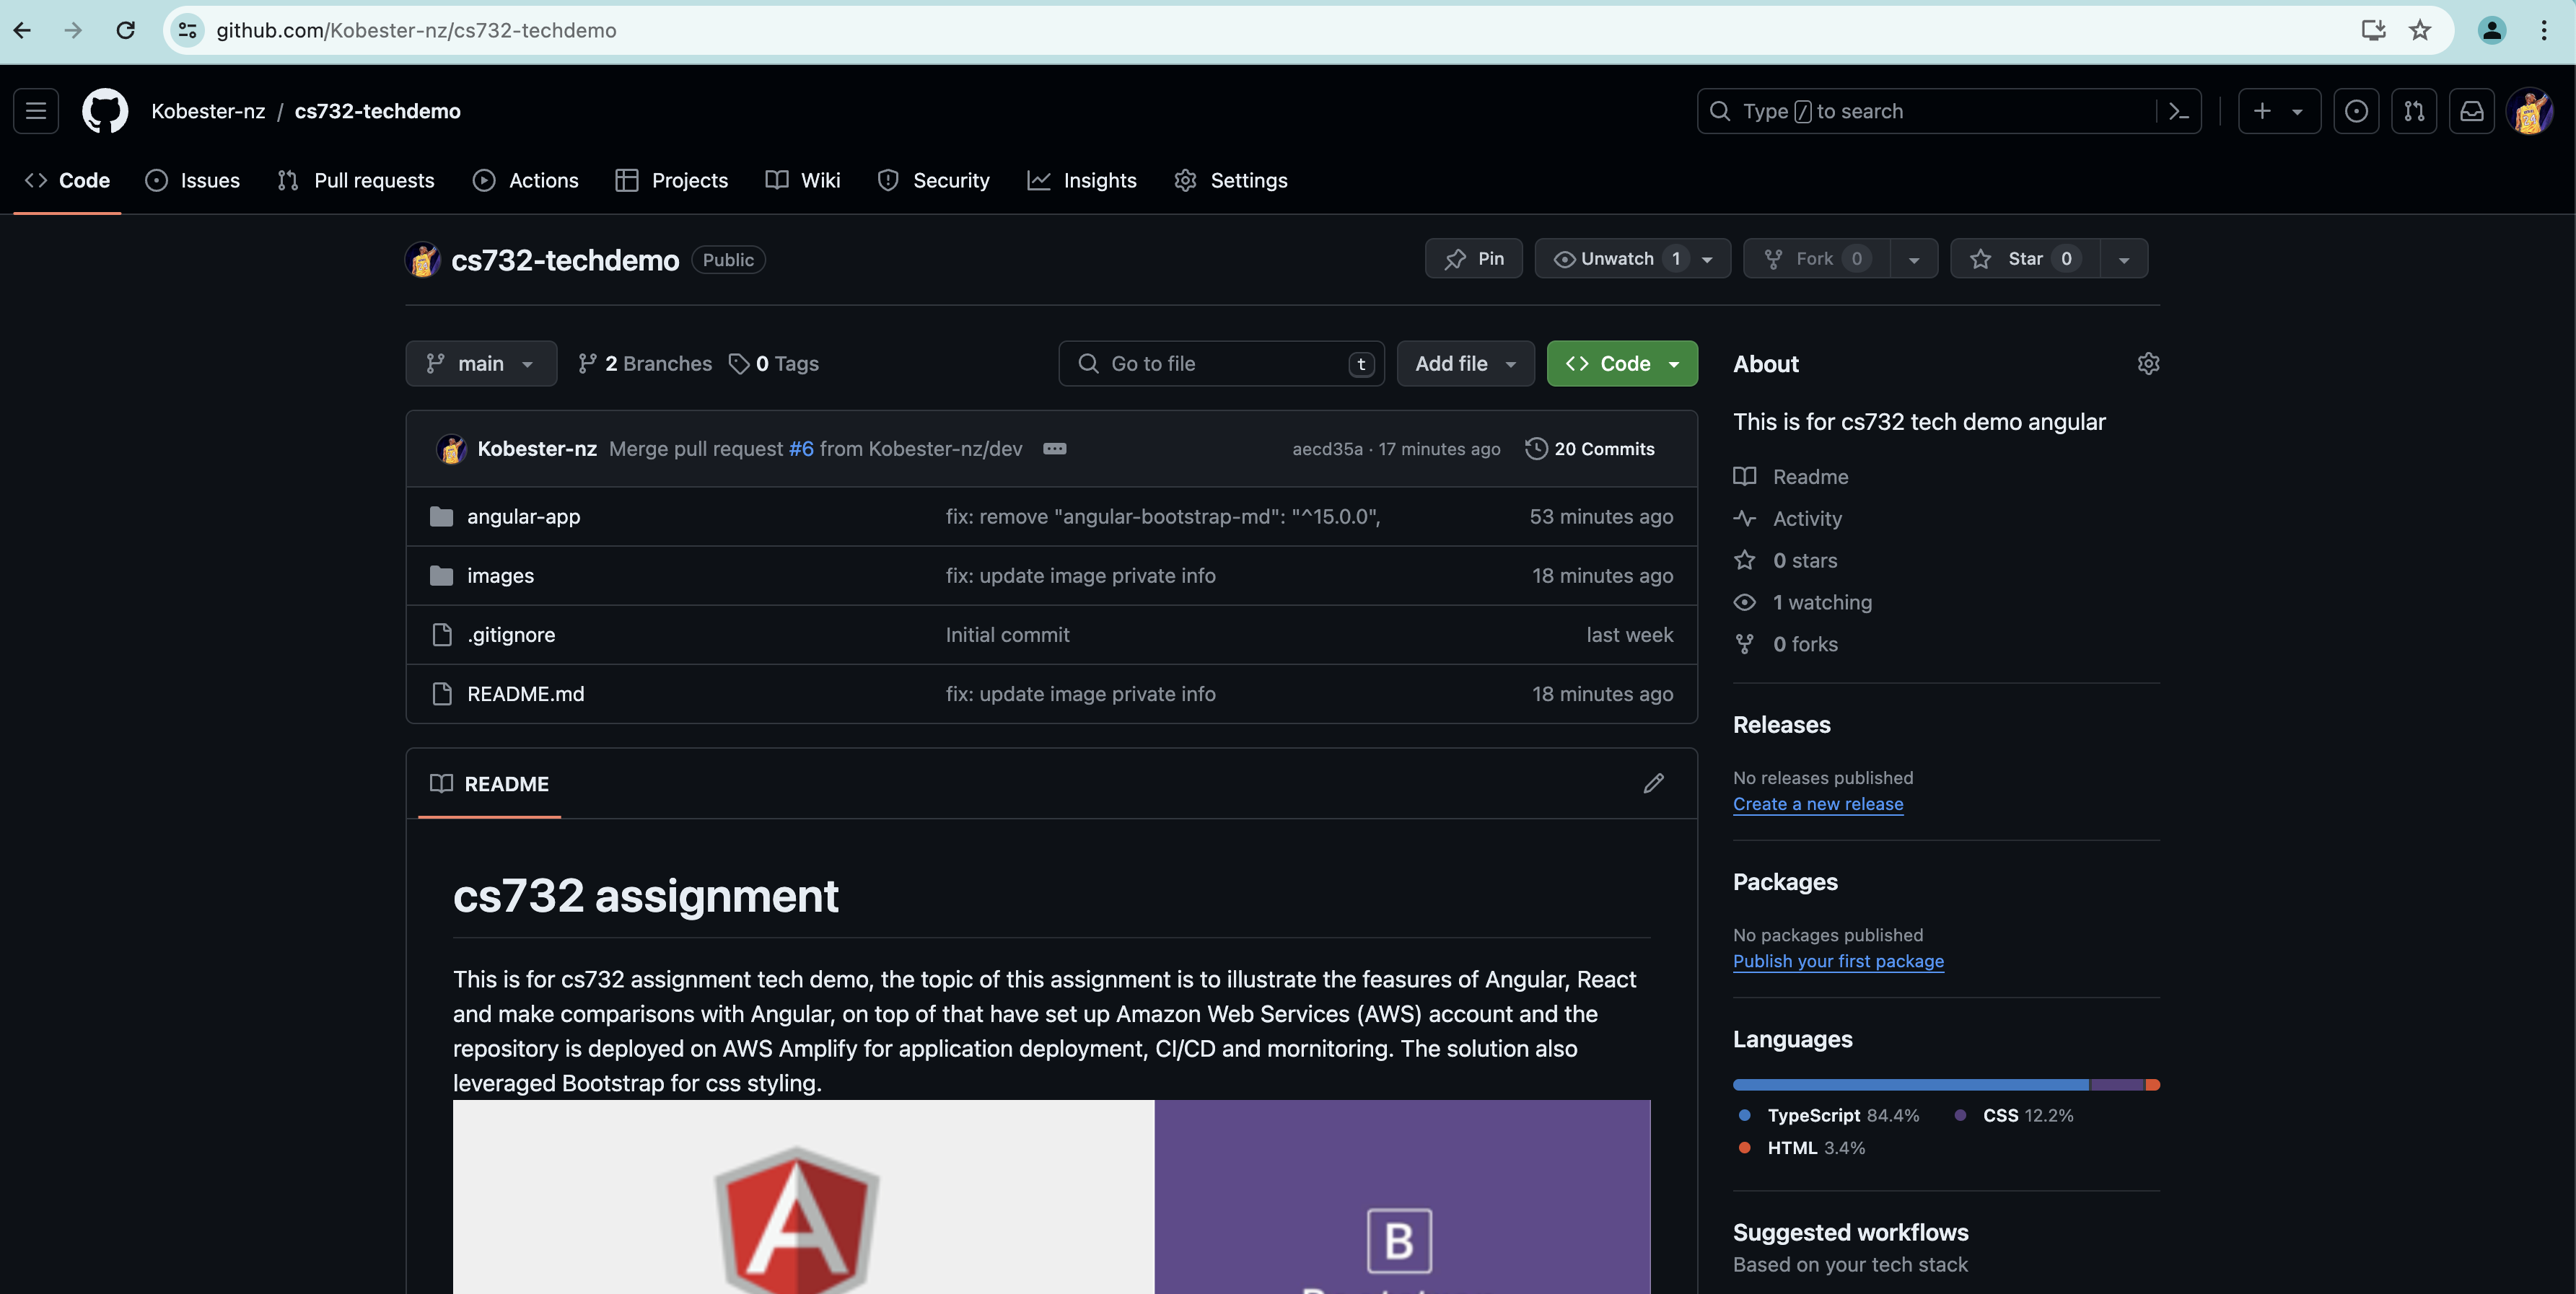 github.com/Kobester-nz/cs732-techdemo
Kobester-nz / cs732-techdemo
Type / to search
Code Issues Pull requests Actions Projects Wiki Security Insights Settings
cs732-techdemo Public
Pin Unwatch 1 Fork 0 Star 0
main 2 Branches 0 Tags Go to file t Add file Code
Kobester-nz Merge pull request #6 from Kobester-nz/dev aecd35a · 17 minutes ago 20 Commits
angular-app fix: remove "angular-bootstrap-md": "^15.0.0", 53 minutes ago
images fix: update image private info 18 minutes ago
.gitignore Initial commit last week
README.md fix: update image private info 18 minutes ago
README
cs732 assignment
This is for cs732 assignment tech demo, the topic of this assignment is to illustrate the feasures of Angular, React
and make comparisons with Angular, on top of that have set up Amazon Web Services (AWS) account and the
repository is deployed on AWS Amplify for application deployment, CI/CD and mornitoring. The solution also
leveraged Bootstrap for css styling.
A
B
About
This is for cs732 tech demo angular
Readme
Activity
0 stars
1 watching
0 forks
Releases
No releases published
Create a new release
Packages
No packages published
Publish your first package
Languages
TypeScript 84.4% CSS 12.2%
HTML 3.4%
Suggested workflows
Based on your tech stack